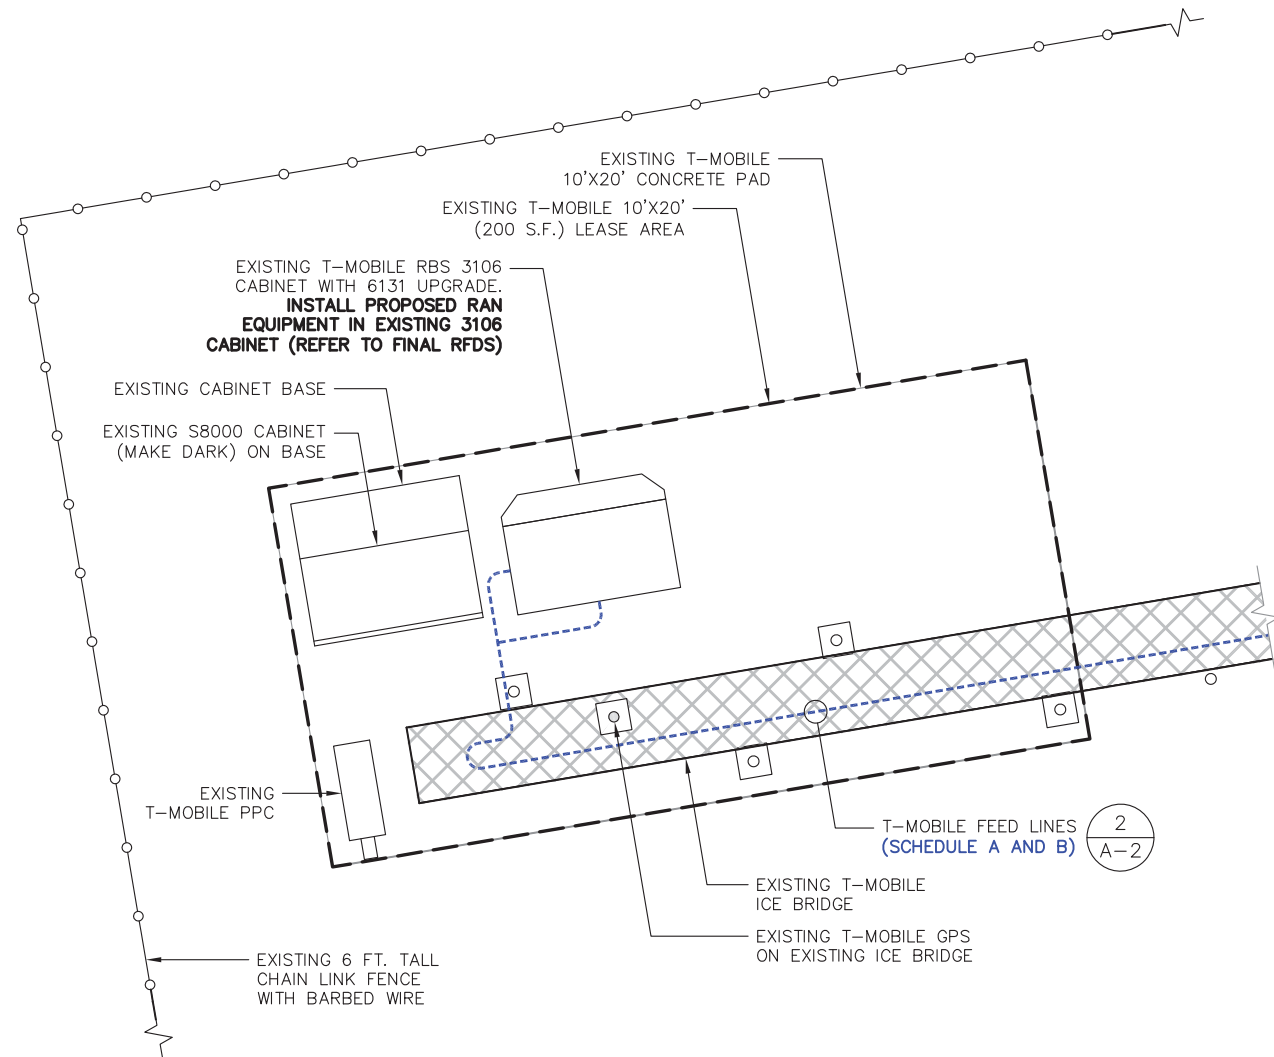 EXISTING T-MOBILE
10'X20' CONCRETE PAD
EXISTING T-MOBILE 10'X20'
(200 S.F.) LEASE AREA
EXISTING T-MOBILE RBS 3106
CABINET WITH 6131 UPGRADE.
INSTALL PROPOSED RAN
EQUIPMENT IN EXISTING 3106
CABINET (REFER TO FINAL RFDS)
EXISTING CABINET BASE
EXISTING S8000 CABINET
(MAKE DARK) ON BASE
EXISTING
T-MOBILE PPC
T-MOBILE FEED LINES
(SCHEDULE A AND B)
2
A-2
EXISTING T-MOBILE
ICE BRIDGE
EXISTING T-MOBILE GPS
ON EXISTING ICE BRIDGE
EXISTING 6 FT. TALL
CHAIN LINK FENCE
WITH BARBED WIRE